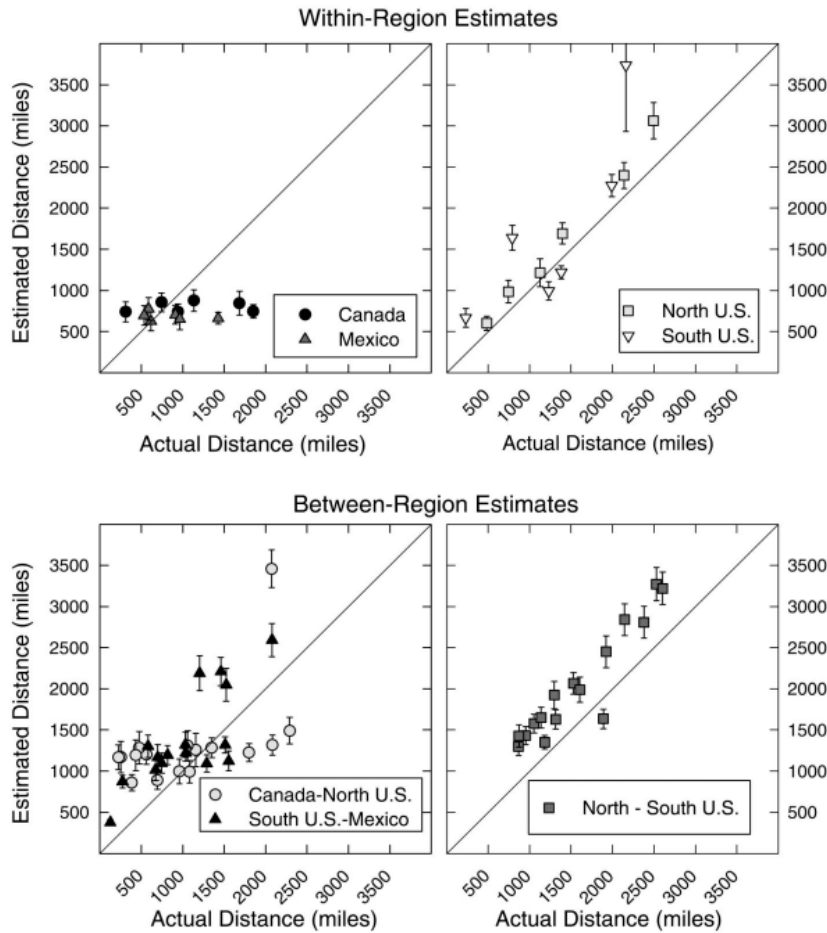 Within-Region Estimates
Estimated Distance (miles)
3500
3000
2500
2000
1500
1000
500
Canada
Mexico
500 1000 1500 2000 2500 3000 3500
Actual Distance (miles)
3500
3000
2500
2000
1500
1000
500
North U.S.
South U.S.
500 1000 1500 2000 2500 3000 3500
Actual Distance (miles)
Between-Region Estimates
Estimated Distance (miles)
3500
3000
2500
2000
1500
1000
500
Canada-North U.S.
South U.S.-Mexico
500 1000 1500 2000 2500 3000 3500
Actual Distance (miles)
3500
3000
2500
2000
1500
1000
500
North - South U.S.
500 1000 1500 2000 2500 3000 3500
Actual Distance (miles)